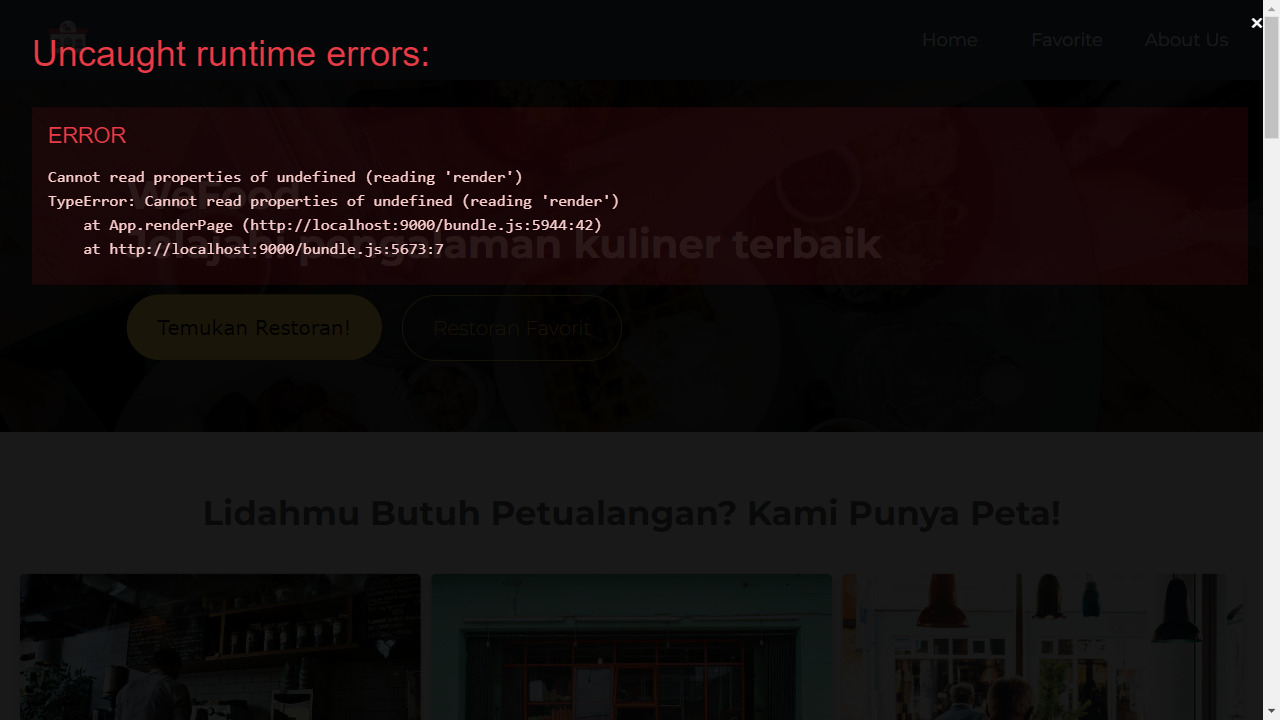 Home Favorite About Us
Uncaught runtime errors:
×
ERROR
Cannot read properties of undefined (reading 'render')
TypeError: Cannot read properties of undefined (reading 'render')
at App.renderPage (http://localhost:9000/bundle.js:5944:42)
at http://localhost:9000/bundle.js:5673:7
WeFood
pengalaman kuliner terbaik
Temukan Restoran!
Restoran Favorit
Lidahmu Butuh Petualangan? Kami Punya Peta!